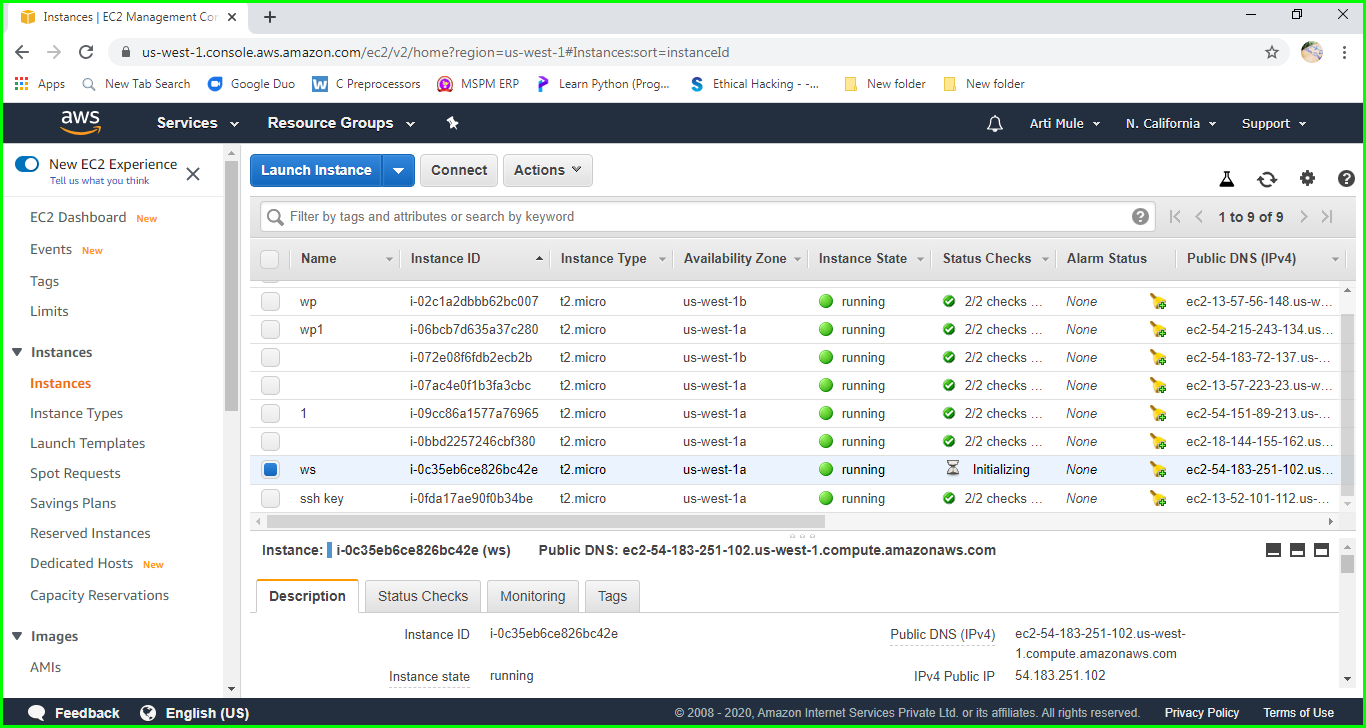 Instances | EC2 Management Con
us-west-1.console.aws.amazon.com/ec2/v2/home?region=us-west-1#Instances:sort=instanceId
Apps New Tab Search Google Duo W C Preprocessors MSPM ERP Learn Python (Prog... S Ethical Hacking - -... New folder New folder
aws Services Resource Groups Arti Mule N. California Support
New EC2 Experience
Tell us what you think
EC2 Dashboard New
Events New
Tags
Limits
Instances
Instances
Instance Types
Launch Templates
Spot Requests
Savings Plans
Reserved Instances
Dedicated Hosts New
Capacity Reservations
Images
AMIs
Launch Instance Connect Actions
Filter by tags and attributes or search by keyword 1 to 9 of 9
Name Instance ID Instance Type Availability Zone Instance State Status Checks Alarm Status Public DNS (IPv4)
wp i-02c1a2dbbb62bc007 t2.micro us-west-1b running 2/2 checks ... None ec2-13-57-56-148.us-w...
wp1 i-06bcb7d635a37c280 t2.micro us-west-1a running 2/2 checks ... None ec2-54-215-243-134.us...
i-072e08f6fdb2ecb2b t2.micro us-west-1b running 2/2 checks ... None ec2-54-183-72-137.us-...
i-07ac4e0f1b3fa3cbc t2.micro us-west-1a running 2/2 checks ... None ec2-13-57-223-23.us-w...
1 i-09cc86a1577a76965 t2.micro us-west-1a running 2/2 checks ... None ec2-54-151-89-213.us-...
i-0bbd2257246cbf380 t2.micro us-west-1a running 2/2 checks ... None ec2-18-144-155-162.us...
ws i-0c35eb6ce826bc42e t2.micro us-west-1a running Initializing None ec2-54-183-251-102.us...
ssh key i-0fda17ae90f0b34be t2.micro us-west-1a running 2/2 checks ... None ec2-13-52-101-112.us-...
Instance: i-0c35eb6ce826bc42e (ws) Public DNS: ec2-54-183-251-102.us-west-1.compute.amazonaws.com
Description Status Checks Monitoring Tags
Instance ID i-0c35eb6ce826bc42e
Instance state running
Public DNS (IPv4) ec2-54-183-251-102.us-west-
1.compute.amazonaws.com
IPv4 Public IP 54.183.251.102
Feedback English (US) © 2008 - 2020, Amazon Internet Services Private Ltd. or its affiliates. All rights reserved. Privacy Policy Terms of Use